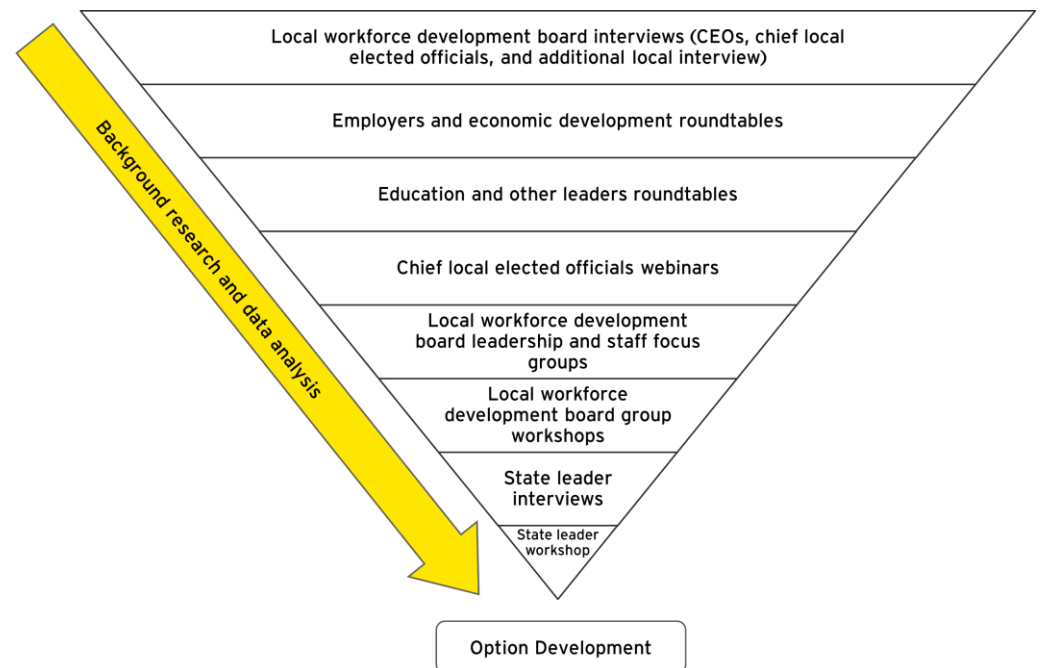 Local workforce development board interviews (CEOs, chief local
elected officials, and additional local interview)
Employers and economic development roundtables
Education and other leaders roundtables
Chief local elected officials webinars
Local workforce development
board leadership and staff focus
groups
Local workforce
development board group
workshops
State leader
interviews
State leader
workshop
Background research and data analysis
Option Development